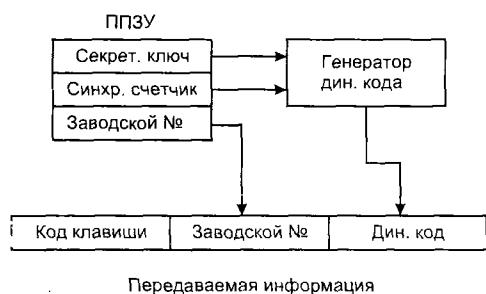 ППЗУ
Секрет. ключ
Синхр. счетчик
Заводской №
Генератор
дин. кода
Код клавиши
Заводской №
Дин. код
Передаваемая информация